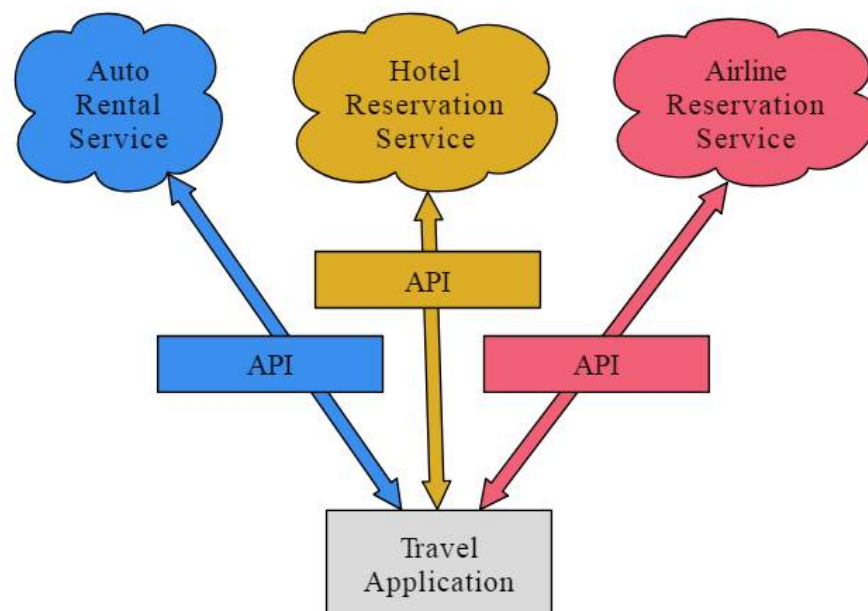 Auto
Rental
Service
Hotel
Reservation
Service
Airline
Reservation
Service
API
API
API
Travel
Application